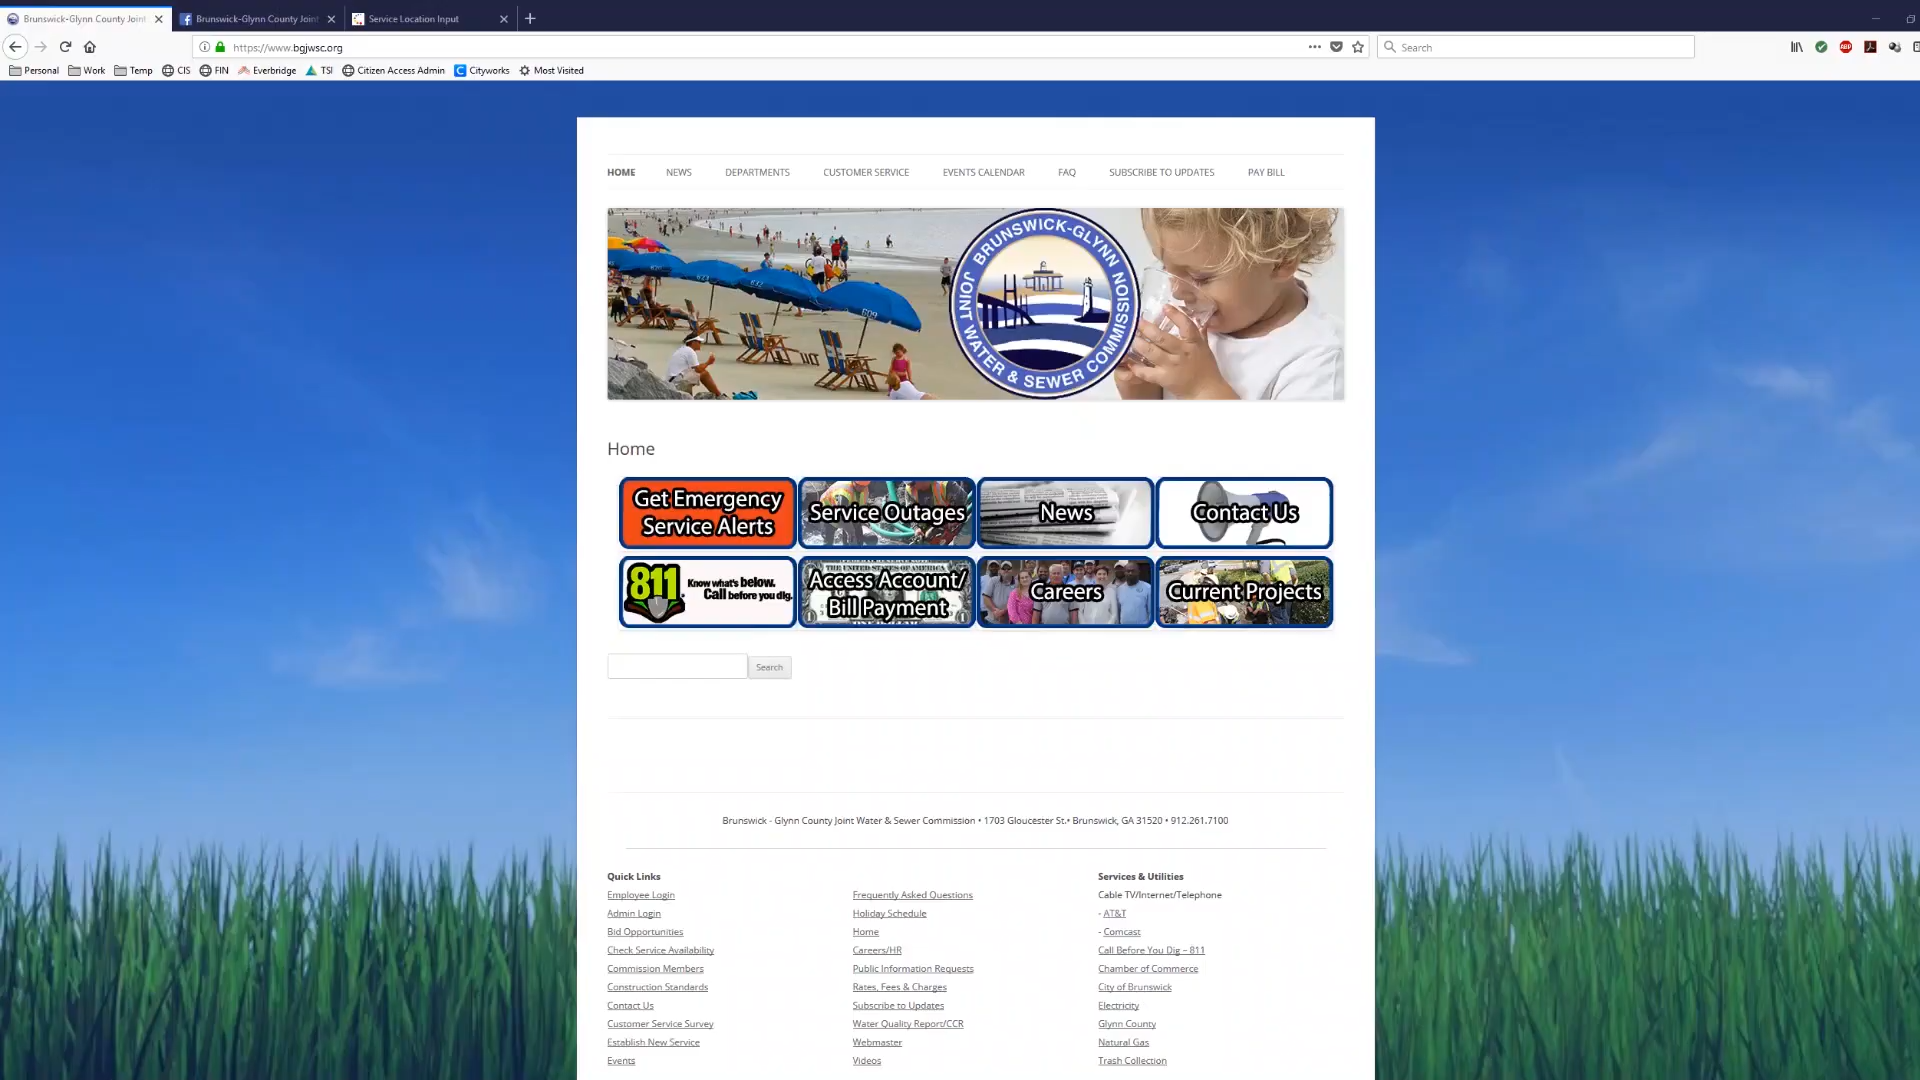 Brunswick-Glynn County Joint
Brunswick-Glynn County Joint
Service Location Input
https://www.bgjwsc.org
Search
Personal
Work
Temp
CIS
FIN
Everbridge
TSI
Citizen Access Admin
Cityworks
Most Visited
HOME
NEWS
DEPARTMENTS
CUSTOMER SERVICE
EVENTS CALENDAR
FAQ
SUBSCRIBE TO UPDATES
PAY BILL
BRUNSWICK-GLYNN
JOINT WATER & SEWER COMMISSION
609
Home
Get Emergency
Service Alerts
Service Outages
News
Contact Us
811
Know what's below.
Call before you dig.
THE UNITED STATES OF AMERICA
Access Account/
Bill Payment
Careers
Current Projects
Search
Brunswick - Glynn County Joint Water & Sewer Commission • 1703 Gloucester St.• Brunswick, GA 31520 • 912.261.7100
Quick Links
Employee Login
Admin Login
Bid Opportunities
Check Service Availability
Commission Members
Construction Standards
Contact Us
Customer Service Survey
Establish New Service
Events
Frequently Asked Questions
Holiday Schedule
Home
Careers/HR
Public Information Requests
Rates, Fees & Charges
Subscribe to Updates
Water Quality Report/CCR
Webmaster
Videos
Services & Utilities
Cable TV/Internet/Telephone
- AT&T
- Comcast
Call Before You Dig – 811
Chamber of Commerce
City of Brunswick
Electricity
Glynn County
Natural Gas
Trash Collection